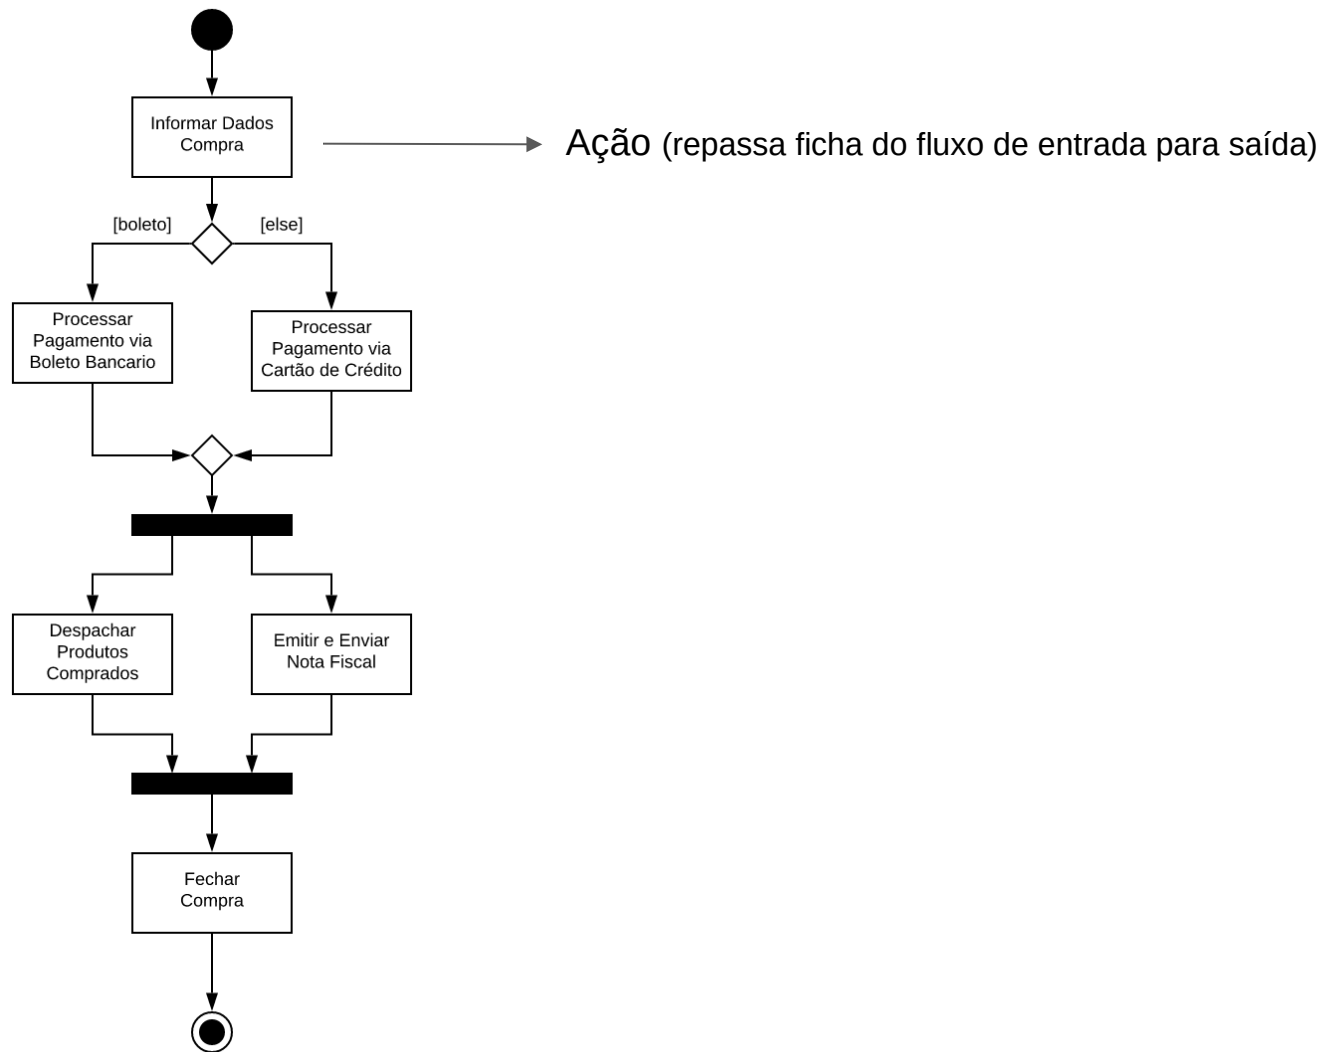 Informar Dados
Compra
Ação (repassa ficha do fluxo de entrada para saída)
[boleto]
[else]
Processar
Pagamento via
Boleto Bancario
Processar
Pagamento via
Cartão de Crédito
Despachar
Produtos
Comprados
Emitir e Enviar
Nota Fiscal
Fechar
Compra